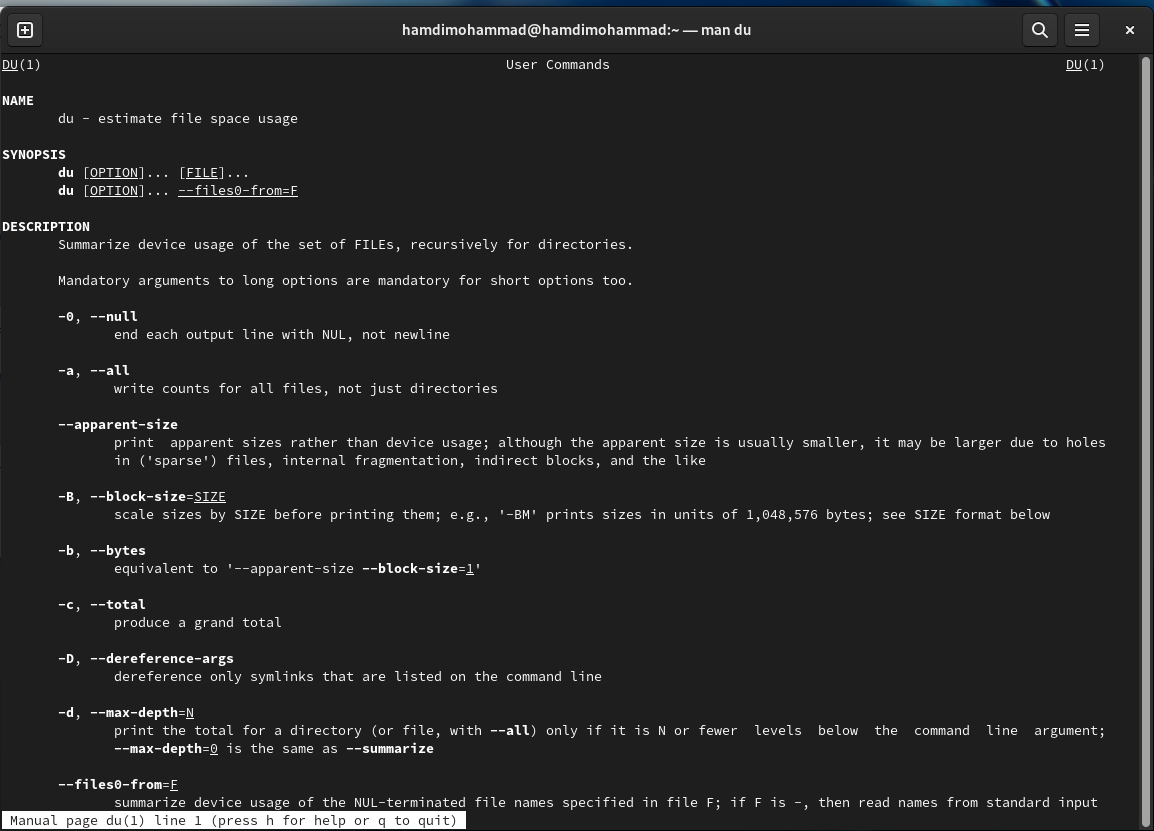 hamdimohammad@hamdimohammad:~ — man du
DU(1) User Commands DU(1)
NAME
du - estimate file space usage
SYNOPSIS
du [OPTION]... [FILE]...
du [OPTION]... --files0-from=F
DESCRIPTION
Summarize device usage of the set of FILEs, recursively for directories.
Mandatory arguments to long options are mandatory for short options too.
-0, --null
end each output line with NUL, not newline
-a, --all
write counts for all files, not just directories
--apparent-size
print  apparent sizes rather than device usage; although the apparent size is usually smaller, it may be larger due to holes
in ('sparse') files, internal fragmentation, indirect blocks, and the like
-B, --block-size=SIZE
scale sizes by SIZE before printing them; e.g., '-BM' prints sizes in units of 1,048,576 bytes; see SIZE format below
-b, --bytes
equivalent to '--apparent-size --block-size=1'
-c, --total
produce a grand total
-D, --dereference-args
dereference only symlinks that are listed on the command line
-d, --max-depth=N
print the total for a directory (or file, with --all) only if it is N or fewer  levels  below  the  command  line  argument;
--max-depth=0 is the same as --summarize
--files0-from=F
summarize device usage of the NUL-terminated file names specified in file F; if F is -, then read names from standard input
Manual page du(1) line 1 (press h for help or q to quit)